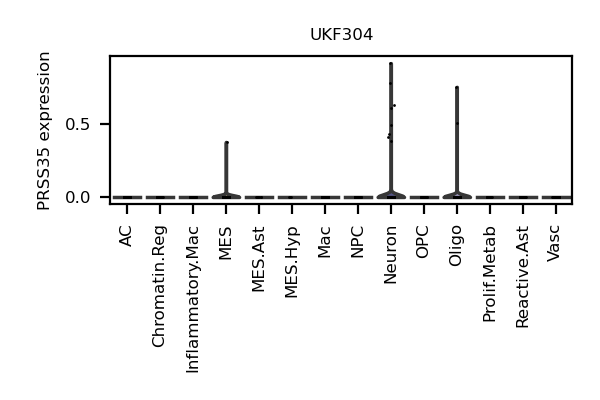 UKF304
PRSS35 expression
0.5
0.0
AC
Chromatin.Reg
Inflammatory.Mac
MES
MES.Ast
MES.Hyp
Mac
NPC
Neuron
OPC
Oligo
Prolif.Metab
Reactive.Ast
Vasc